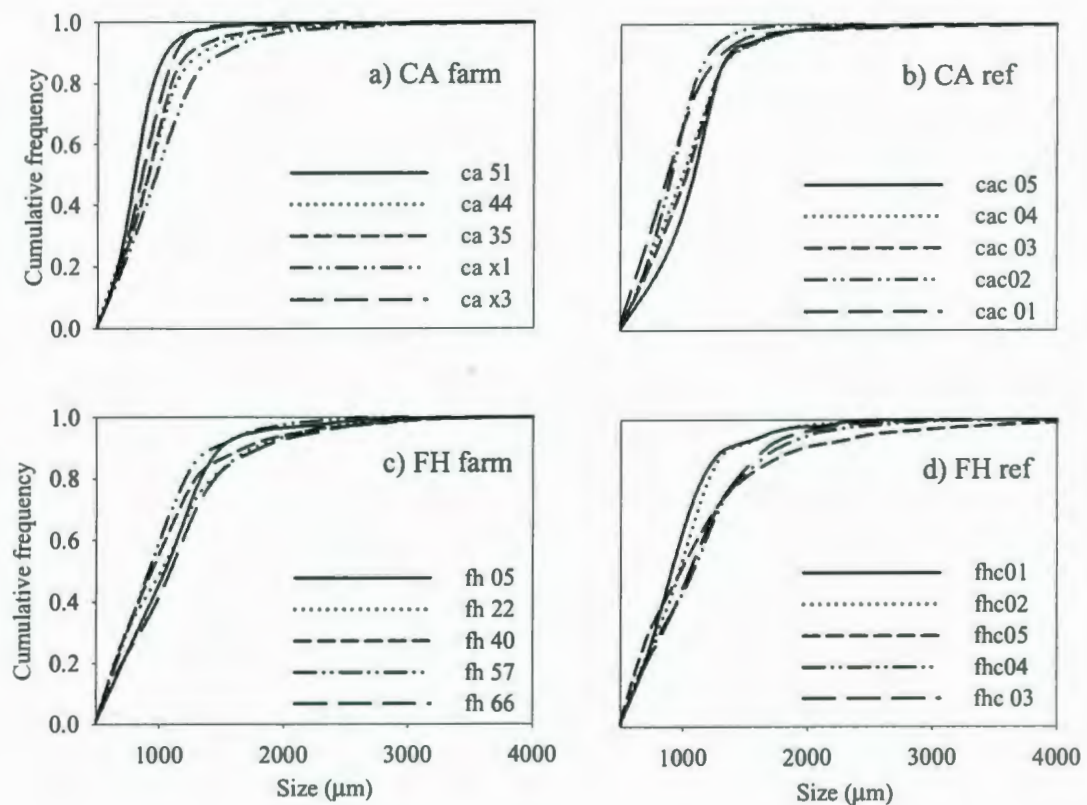 a) CA farm
Cumulative frequency
1.0
0.8
0.6
0.4
0.2
0.0
ca 51
ca 44
ca 35
ca x1
ca x3
b) CA ref
cac 05
cac 04
cac 03
cac02
cac 01
c) FH farm
Cumulative frequency
1.0
0.8
0.6
0.4
0.2
0.0
fh 05
fh 22
fh 40
fh 57
fh 66
1000 2000 3000 4000
Size (µm)
d) FH ref
fhc01
fhc02
fhc05
fhc04
fhc 03
1000 2000 3000 4000
Size (µm)